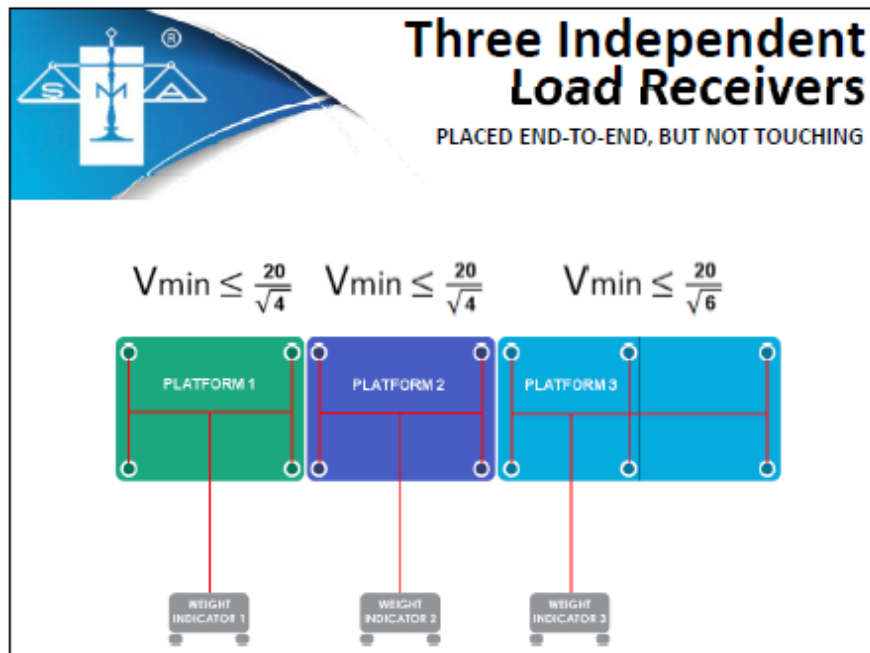 ®
S M A
Three Independent
Load Receivers
PLACED END-TO-END, BUT NOT TOUCHING
Vmin ≤ 20/√4 Vmin ≤ 20/√4 Vmin ≤ 20/√6
PLATFORM 1 PLATFORM 2 PLATFORM 3
WEIGHT WEIGHT WEIGHT
INDICATOR 1 INDICATOR 2 INDICATOR 3